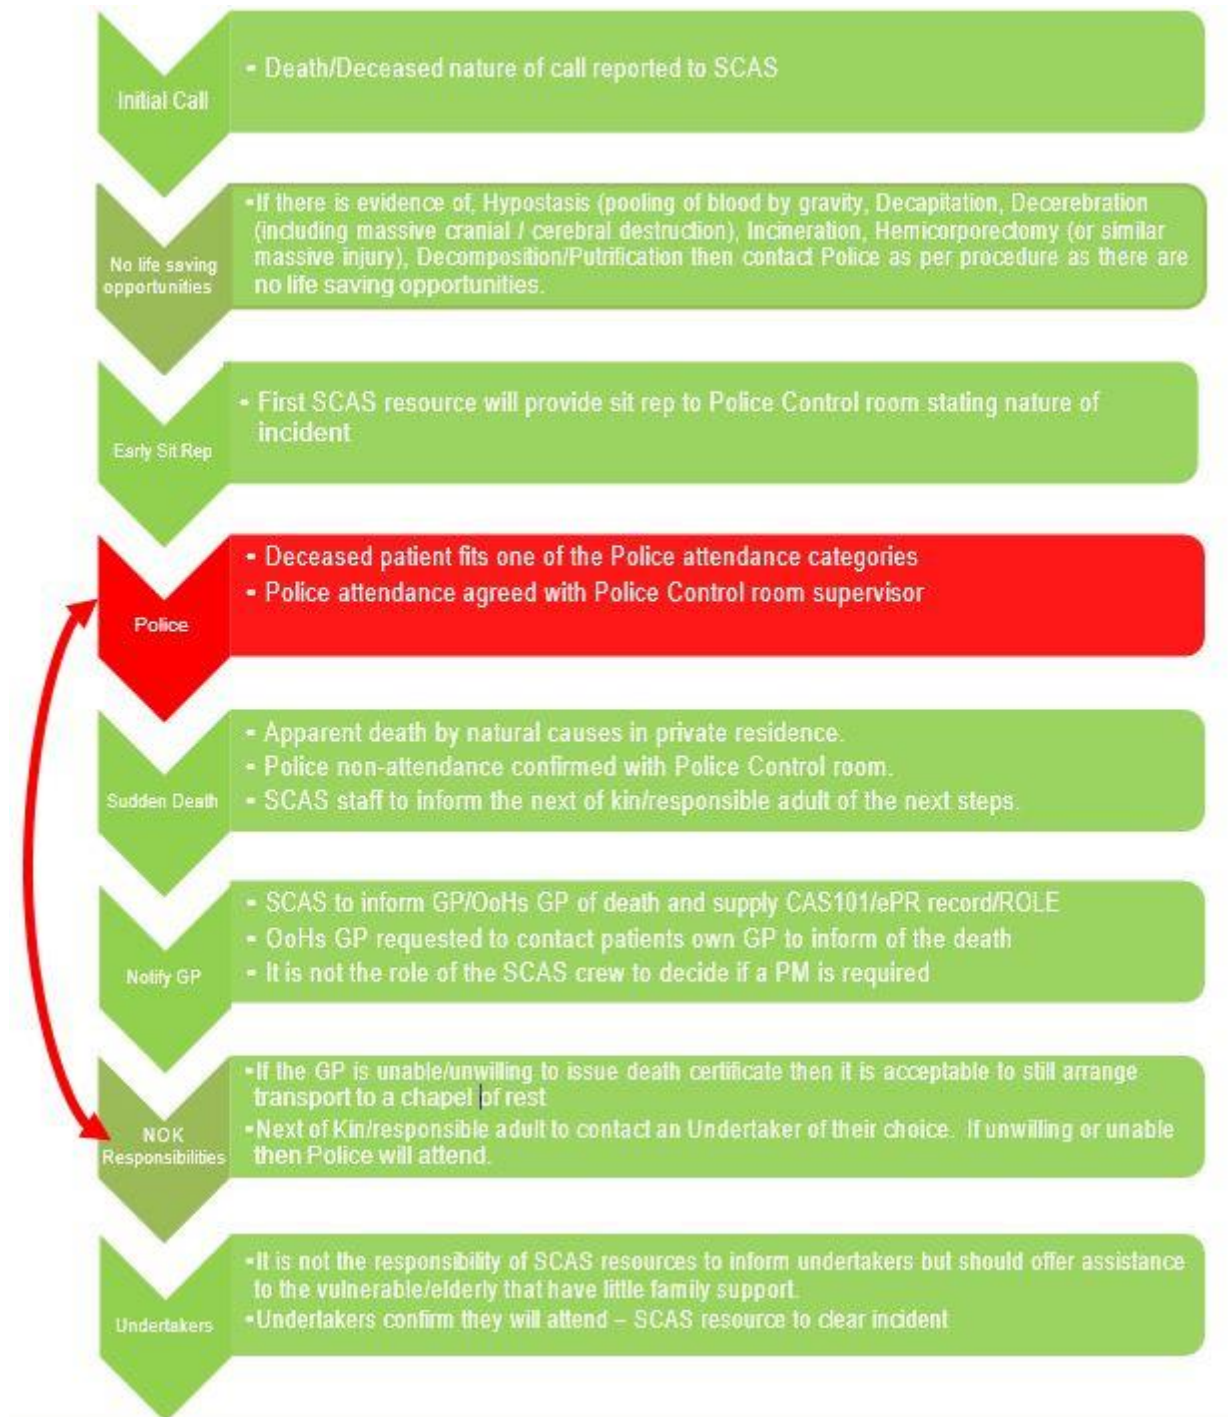 Initial Call
- Death/Deceased nature of call reported to SCAS
No life saving
opportunities
•If there is evidence of, Hypostasis (pooling of blood by gravity, Decapitation, Decerebration
(including massive cranial / cerebral destruction), Incineration, Hemicorporectomy (or similar
massive injury), Decomposition/Putrification then contact Police as per procedure as there are
no life saving opportunities.
Early Sit Rep
- First SCAS resource will provide sit rep to Police Control room stating nature of
incident
Police
- Deceased patient fits one of the Police attendance categories
- Police attendance agreed with Police Control room supervisor
Sudden Death
- Apparent death by natural causes in private residence.
- Police non-attendance confirmed with Police Control room.
- SCAS staff to inform the next of kin/responsible adult of the next steps.
Notify GP
- SCAS to inform GP/OoHs GP of death and supply CAS101/ePR record/ROLE
- OoHs GP requested to contact patients own GP to inform of the death
- It is not the role of the SCAS crew to decide if a PM is required
NOK
Responsibilities
•If the GP is unable/unwilling to issue death certificate then it is acceptable to still arrange
transport to a chapel of rest
•Next of Kin/responsible adult to contact an Undertaker of their choice. If unwilling or unable
then Police will attend.
Undertakers
•It is not the responsibility of SCAS resources to inform undertakers but should offer assistance
to the vulnerable/elderly that have little family support.
•Undertakers confirm they will attend – SCAS resource to clear incident